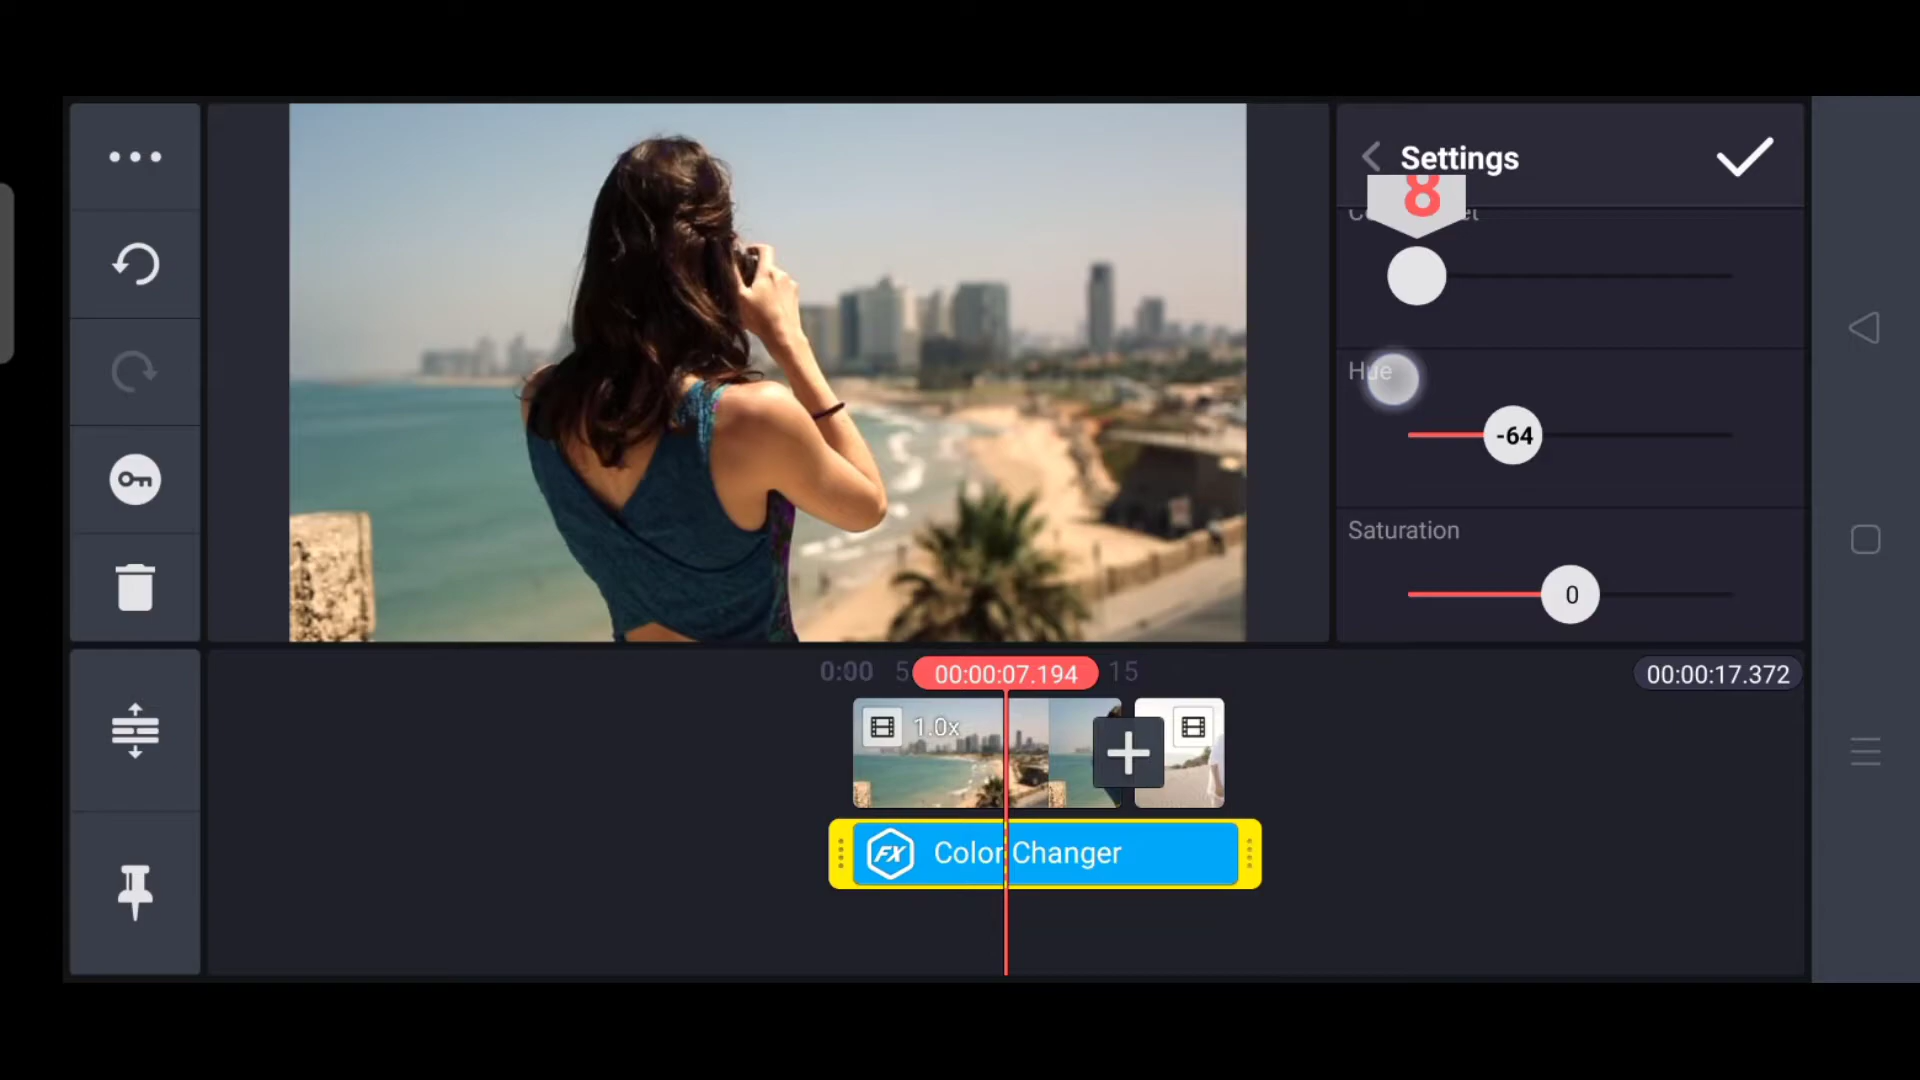 Settings
8
Hue
-64
Saturation
0
0:00 5 00:00:07.194 15
00:00:17.372
1.0x
FX Color Changer